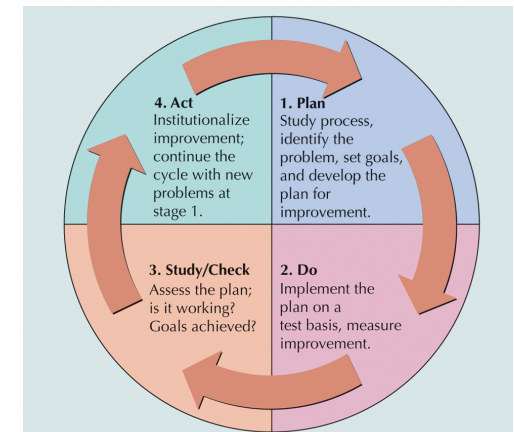 1. Plan
Study process,
identify the
problem, set goals,
and develop the
plan for
improvement.
2. Do
Implement the
plan on a
test basis, measure
improvement.
3. Study/Check
Assess the plan;
is it working?
Goals achieved?
4. Act
Institutionalize
improvement;
continue the
cycle with new
problems at
stage 1.